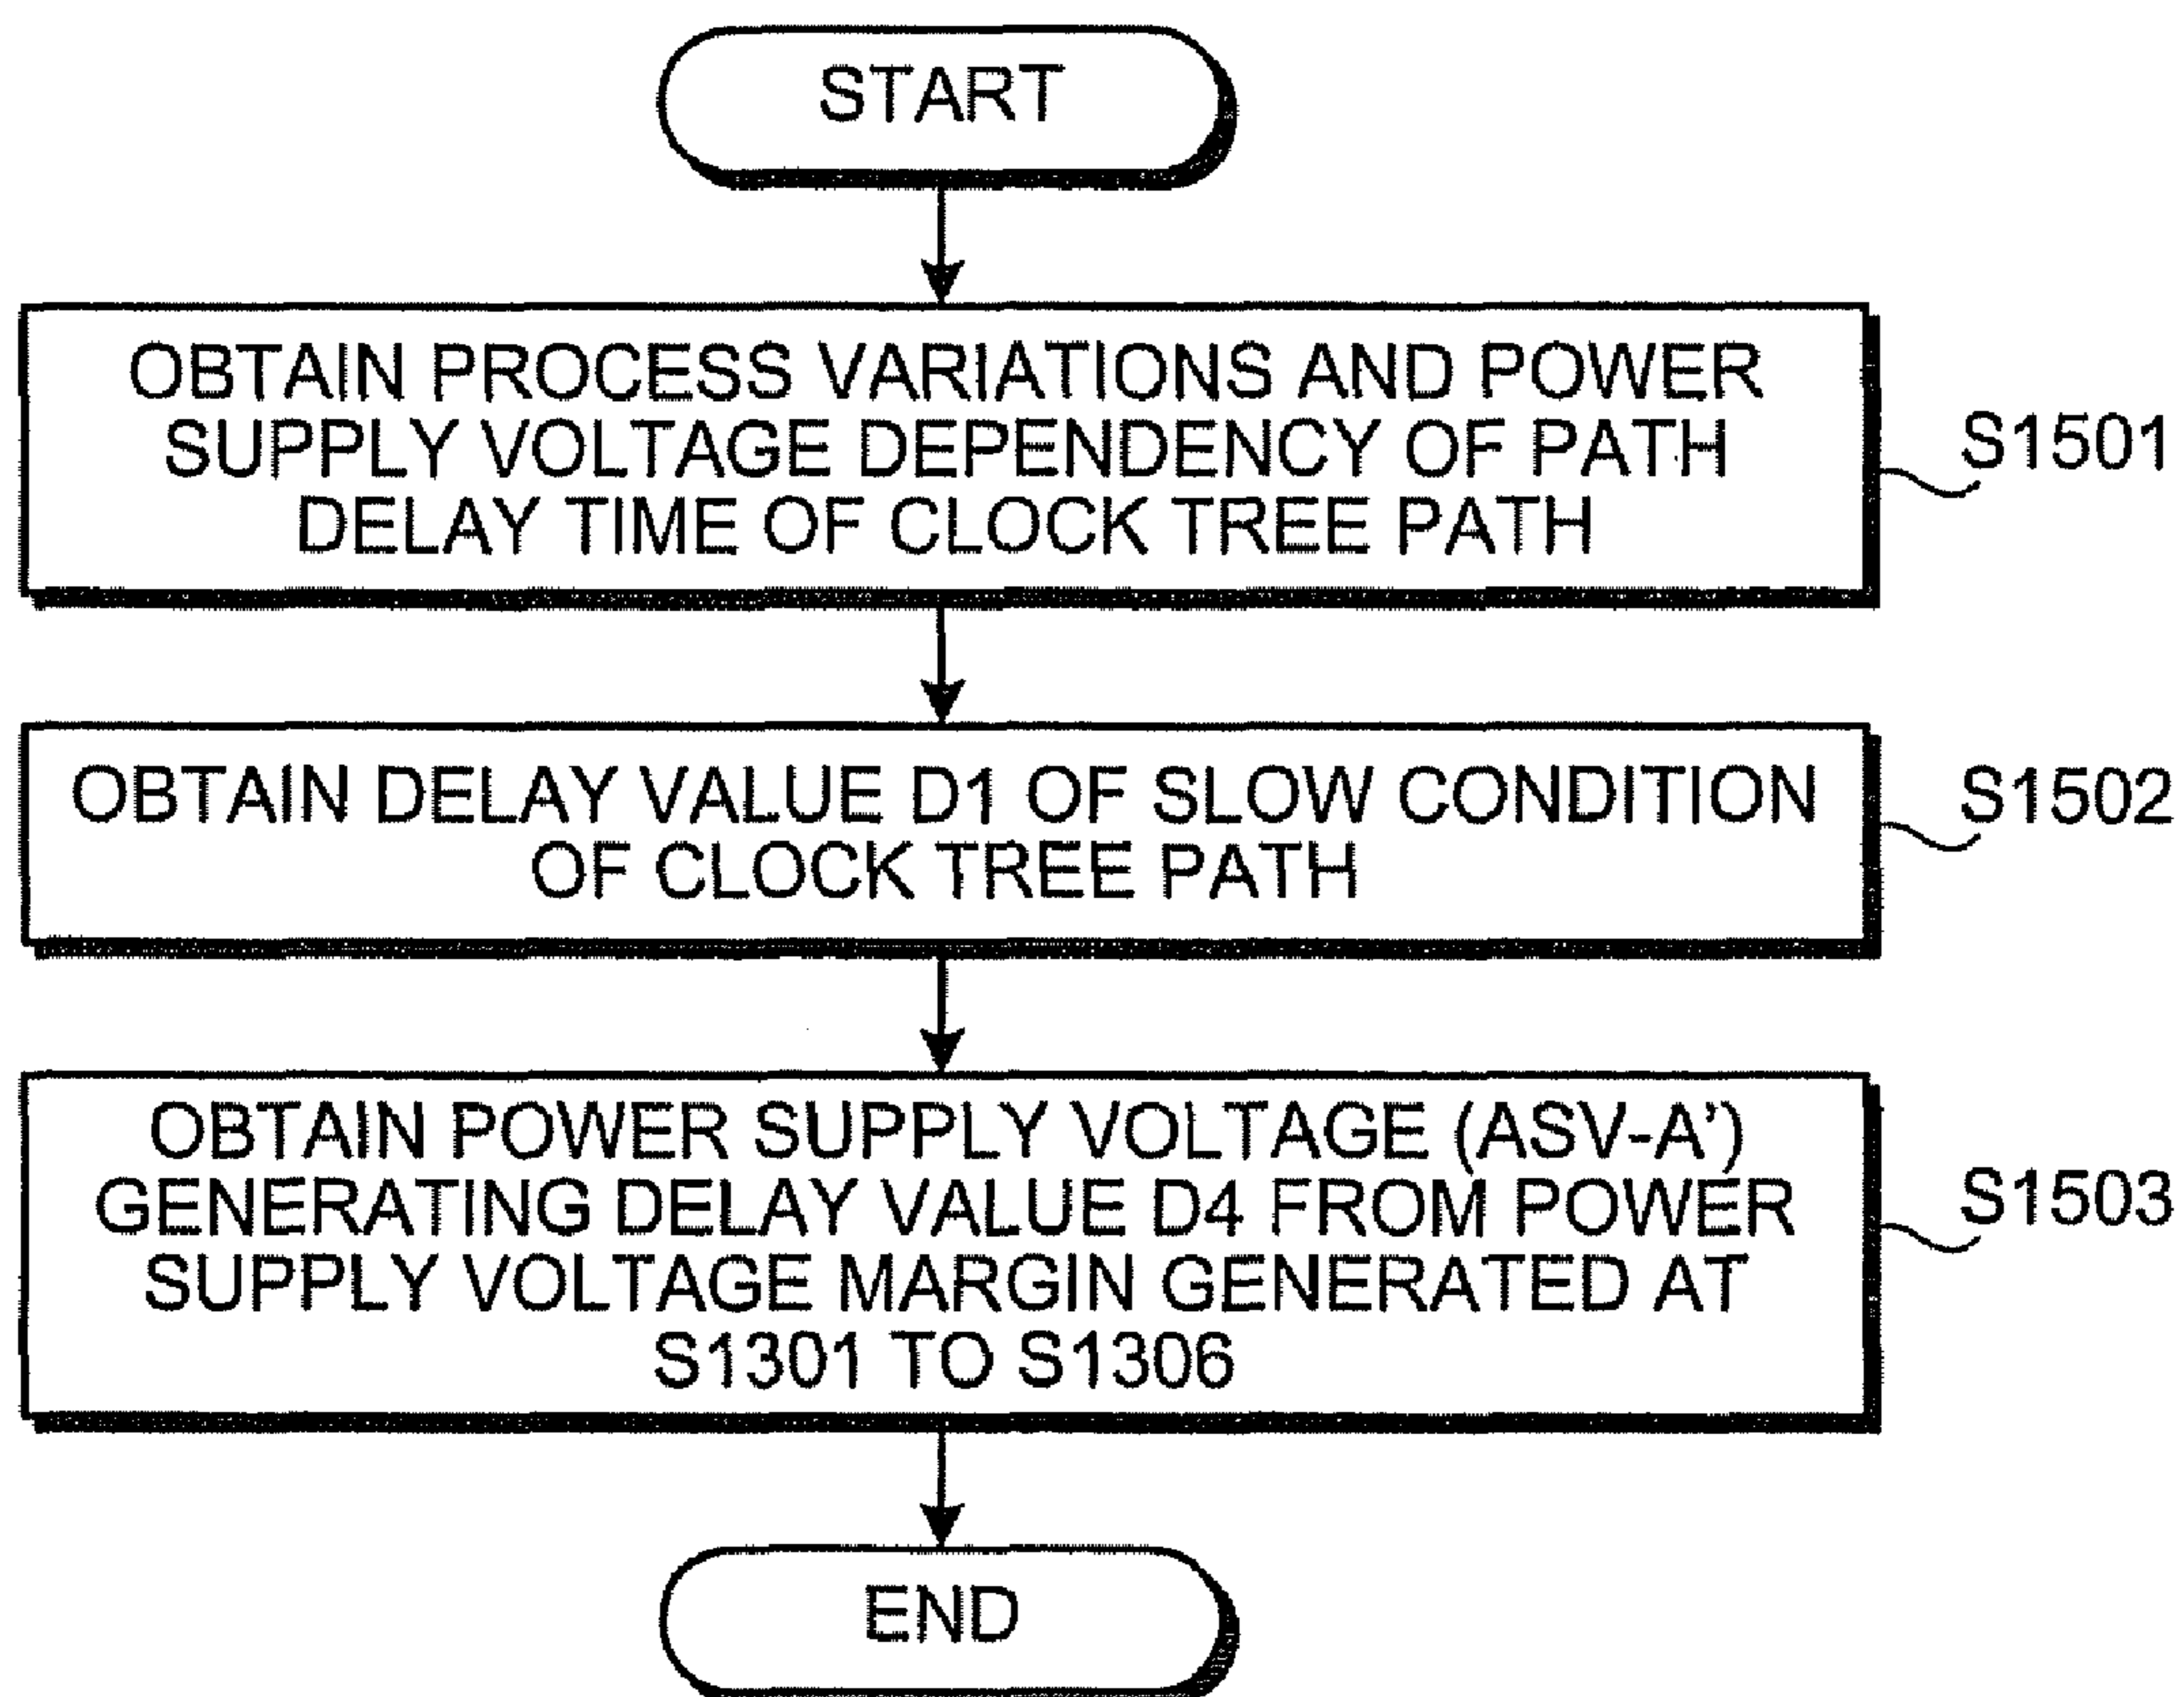 START
OBTAIN PROCESS VARIATIONS AND POWER
SUPPLY VOLTAGE DEPENDENCY OF PATH
DELAY TIME OF CLOCK TREE PATH
S1501
OBTAIN DELAY VALUE D1 OF SLOW CONDITION
OF CLOCK TREE PATH
S1502
OBTAIN POWER SUPPLY VOLTAGE (ASV-A’)
GENERATING DELAY VALUE D4 FROM POWER
SUPPLY VOLTAGE MARGIN GENERATED AT
S1301 TO S1306
S1503
END